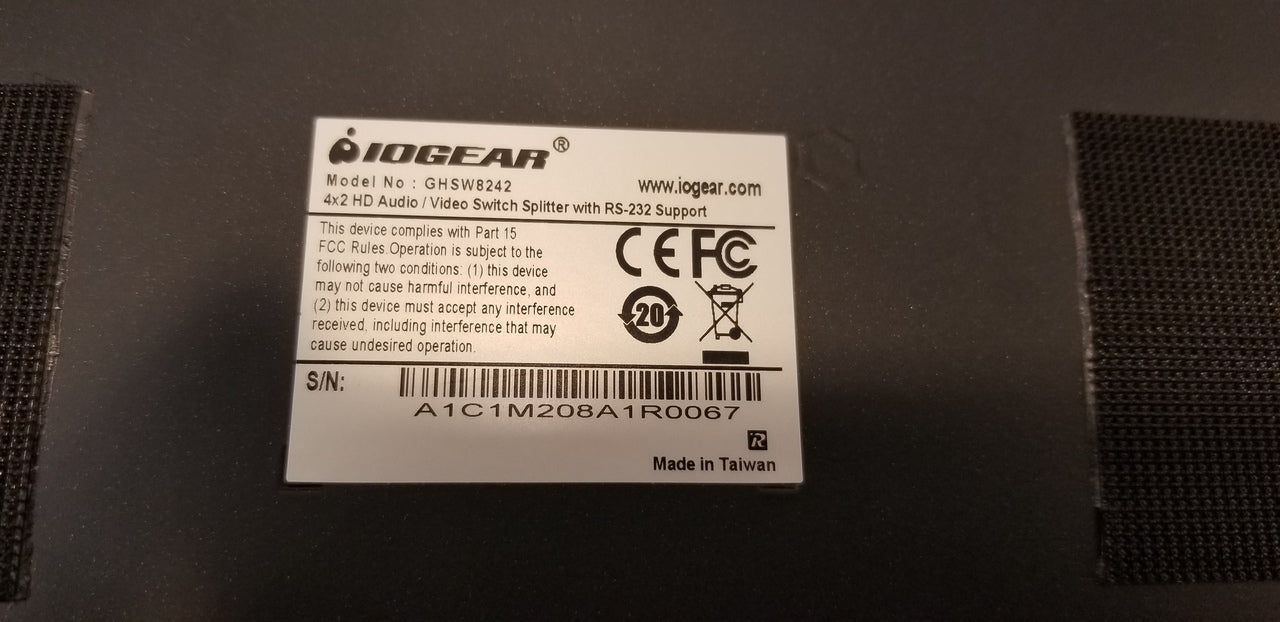 IOGEAR®
Model No : GHSW8242
www.iogear.com
4x2 HD Audio / Video Switch Splitter with RS-232 Support
This device complies with Part 15
FCC Rules.Operation is subject to the
following two conditions: (1) this device
may not cause harmful interference, and
(2) this device must accept any interference
received, including interference that may
cause undesired operation.
CE FC
20
S/N:
A1C1M208A1R0067
R
Made in Taiwan